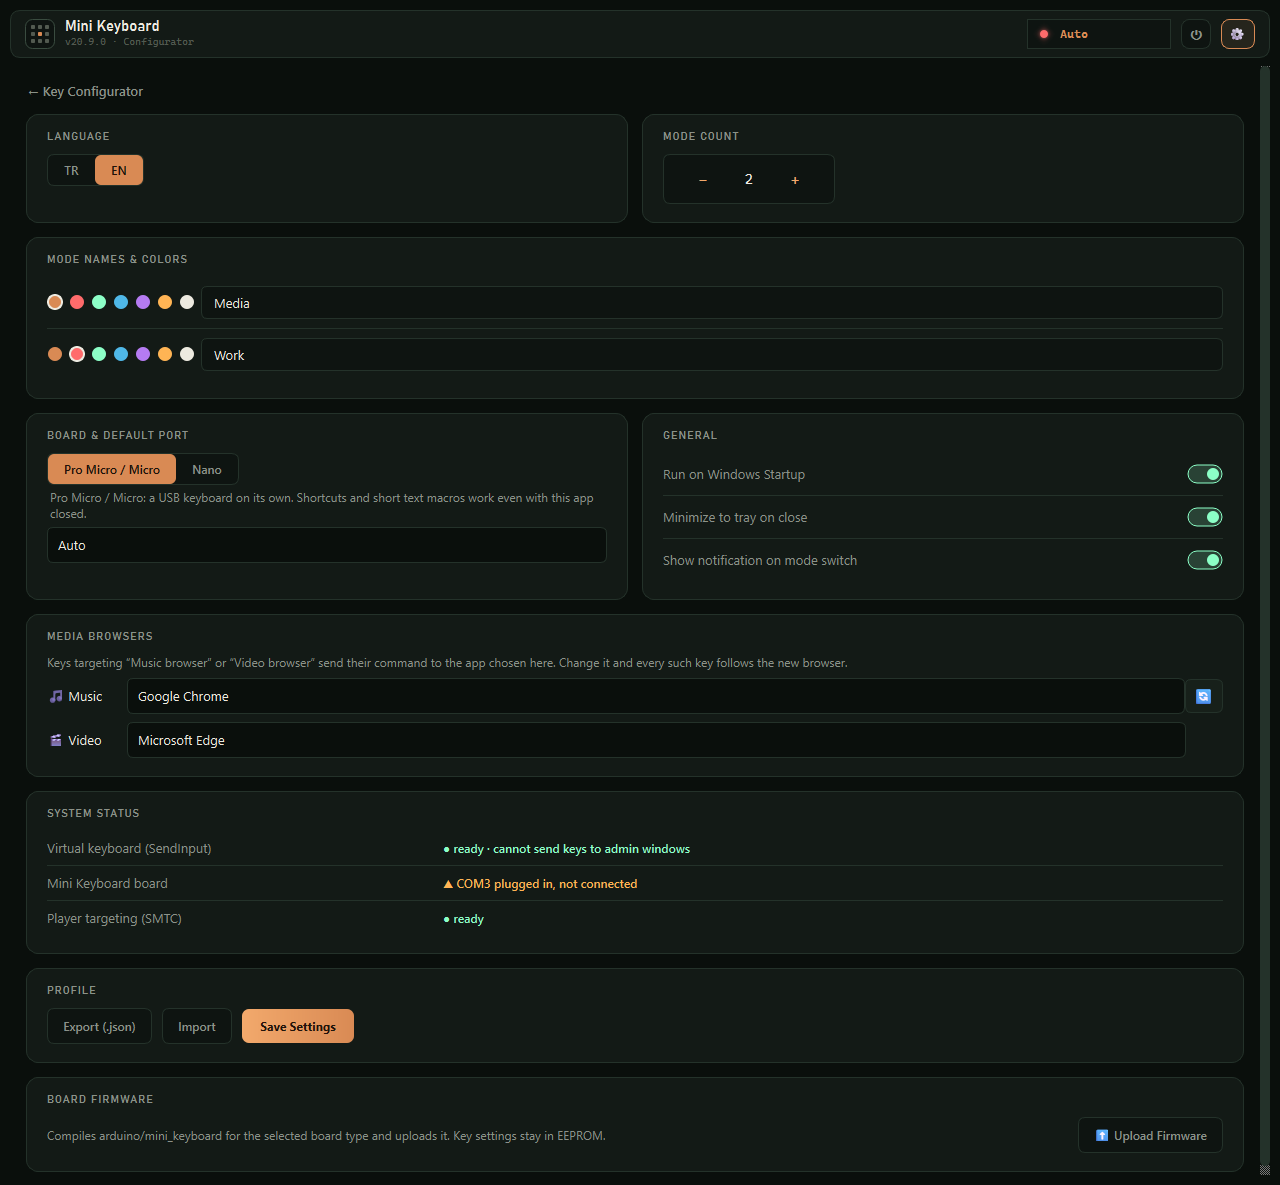 Mini Keyboard
v20.9.0 · Configurator
Auto
← Key Configurator
LANGUAGE
TR EN
MODE COUNT
− 2 +
MODE NAMES & COLORS
Media
Work
BOARD & DEFAULT PORT
Pro Micro / Micro Nano
Pro Micro / Micro: a USB keyboard on its own. Shortcuts and short text macros work even with this app
closed.
Auto
GENERAL
Run on Windows Startup
Minimize to tray on close
Show notification on mode switch
MEDIA BROWSERS
Keys targeting “Music browser” or “Video browser” send their command to the app chosen here. Change it and every such key follows the new browser.
Music Google Chrome
Video Microsoft Edge
SYSTEM STATUS
Virtual keyboard (SendInput) ● ready · cannot send keys to admin windows
Mini Keyboard board ▲ COM3 plugged in, not connected
Player targeting (SMTC) ● ready
PROFILE
Export (.json) Import Save Settings
BOARD FIRMWARE
Compiles arduino/mini_keyboard for the selected board type and uploads it. Key settings stay in EEPROM.
Upload Firmware